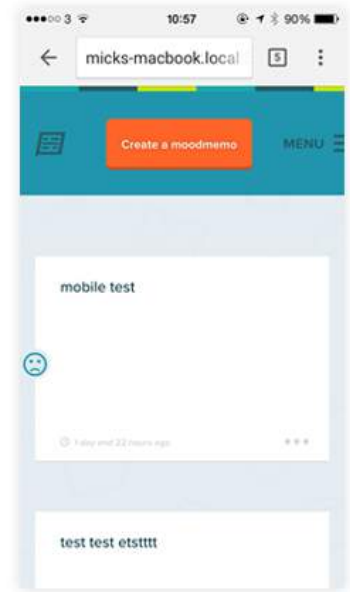 3 10:57 90%
micks-macbook.local 5
Create a moodmemo MENU
mobile test
1 day and 22 hours ago
test test etstttt